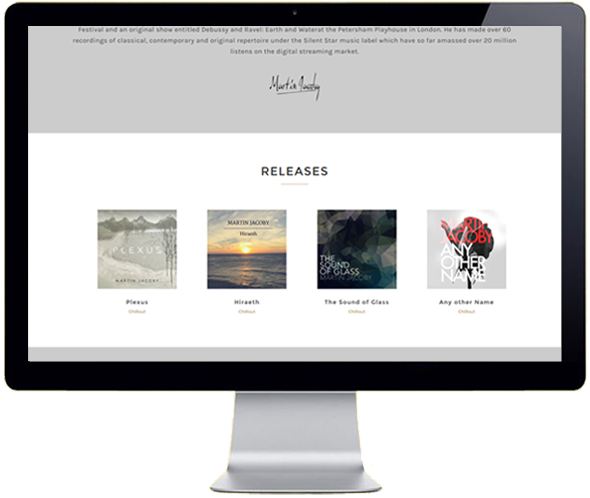 Festival and an original show entitled Debussy and Ravel: Earth and Waterat the Petersham Playhouse in London. He has made over 60
recordings of classical, contemporary and original repertoire under the Silent Star music label which have so far amassed over 20 million
listens on the digital streaming market.
Martin Jacoby
RELEASES
PLEXUS
MARTIN JACOBY
MARTIN JACOBY
Hiraeth
THE
SOUND
OF GLASS
MARTIN JACOBY
MARTIN
JACOBY
ANY
OTHER
NAME
Plexus
Hiraeth
The Sound of Glass
Any other Name
Chillout
Chillout
Chillout
Chillout